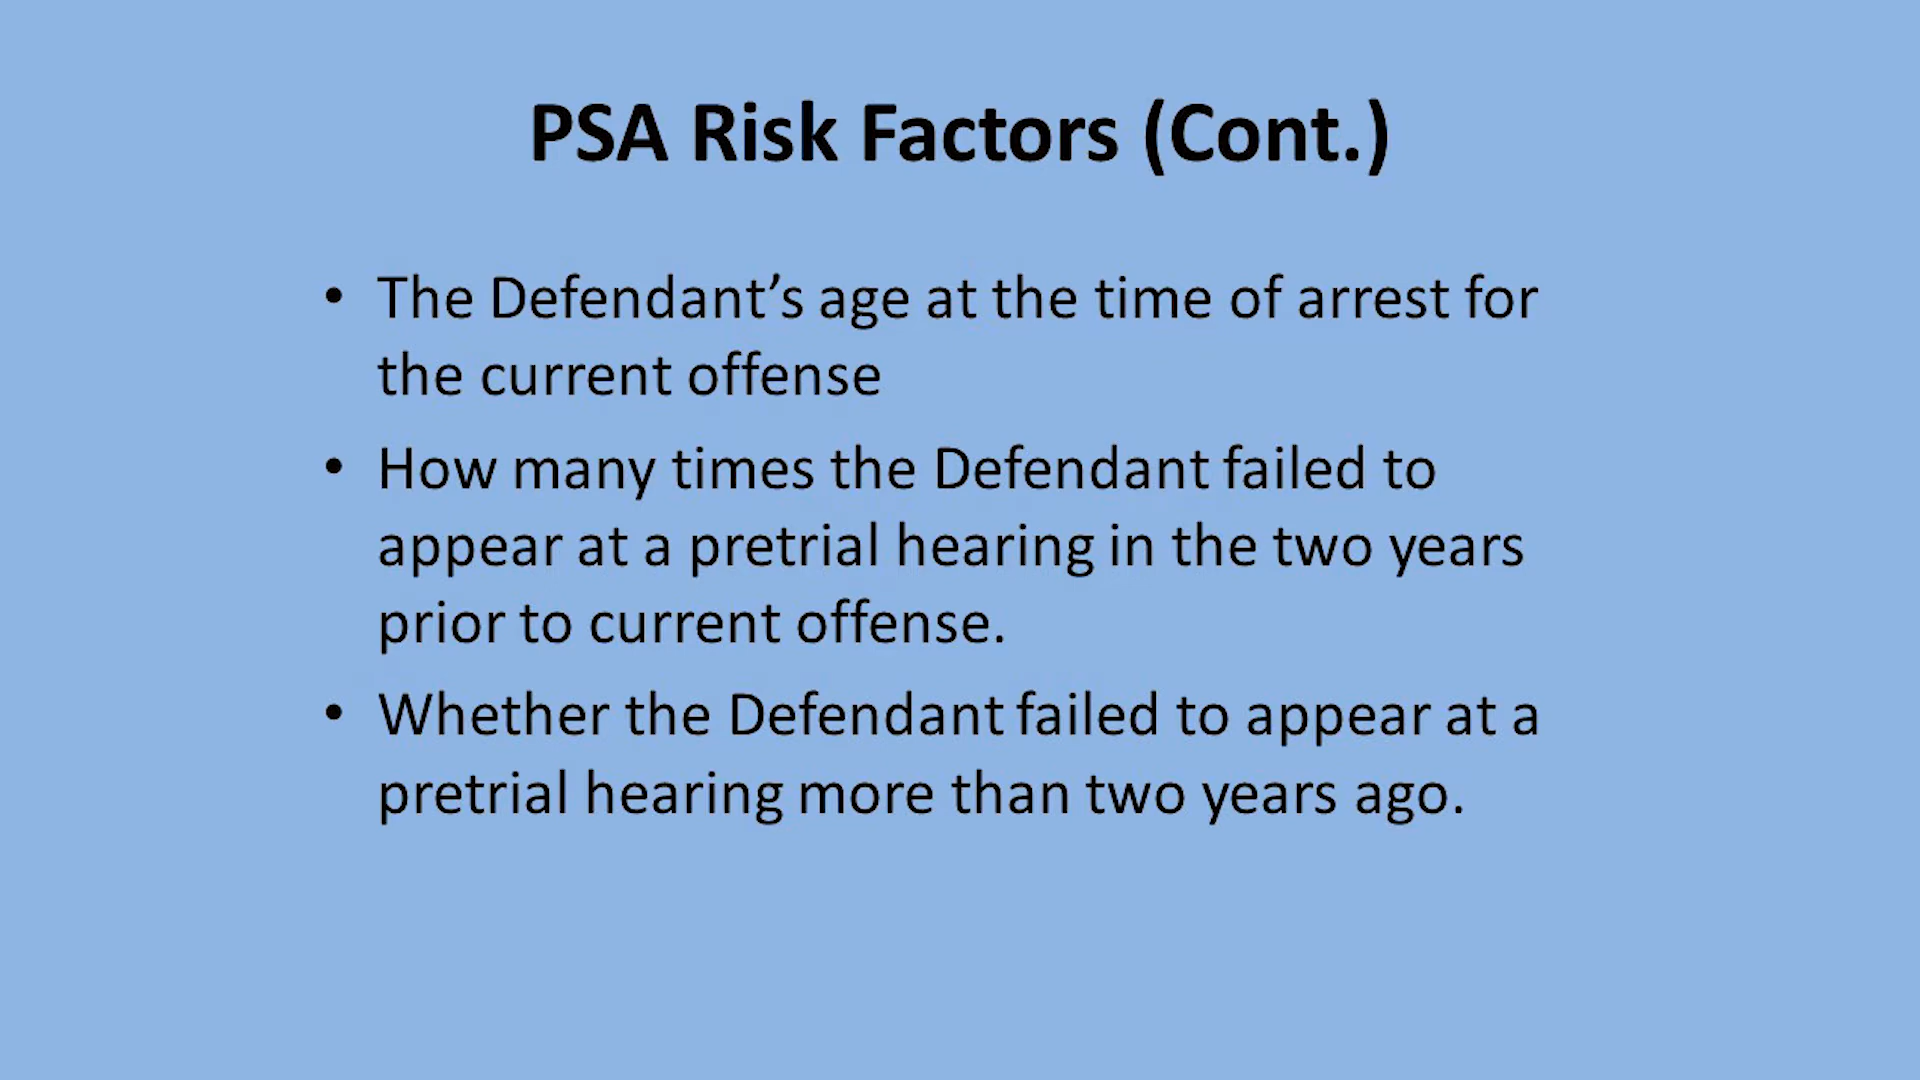 PSA Risk Factors (Cont.)
• The Defendant’s age at the time of arrest for
the current offense
• How many times the Defendant failed to
appear at a pretrial hearing in the two years
prior to current offense.
• Whether the Defendant failed to appear at a
pretrial hearing more than two years ago.